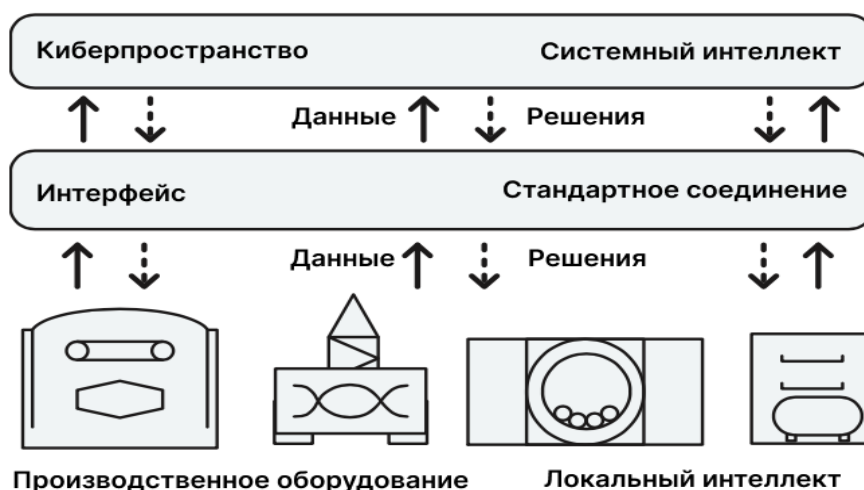 Киберпространство Системный интеллект
Данные Решения
Интерфейс Стандартное соединение
Данные Решения
Производственное оборудование Локальный интеллект